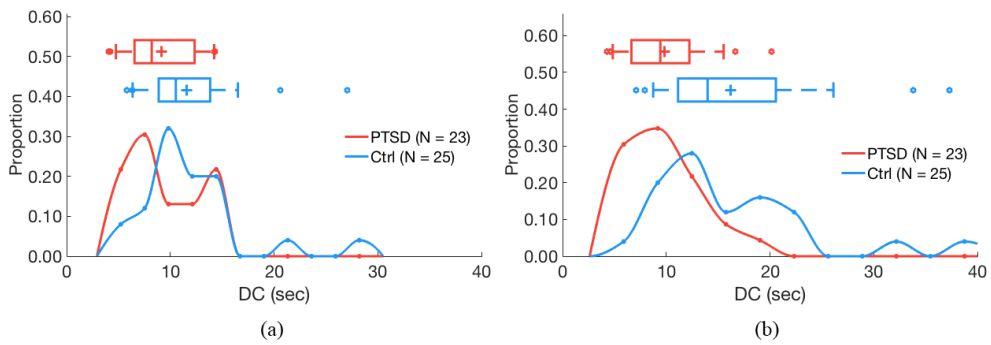 0.60
0.50
0.40
0.30
0.20
0.10
0.00
Proportion
PTSD (N = 23)
Ctrl (N = 25)
0 10 20 30 40
DC (sec)
(a)
0.60
0.50
0.40
0.30
0.20
0.10
0.00
Proportion
PTSD (N = 23)
Ctrl (N = 25)
0 10 20 30 40
DC (sec)
(b)